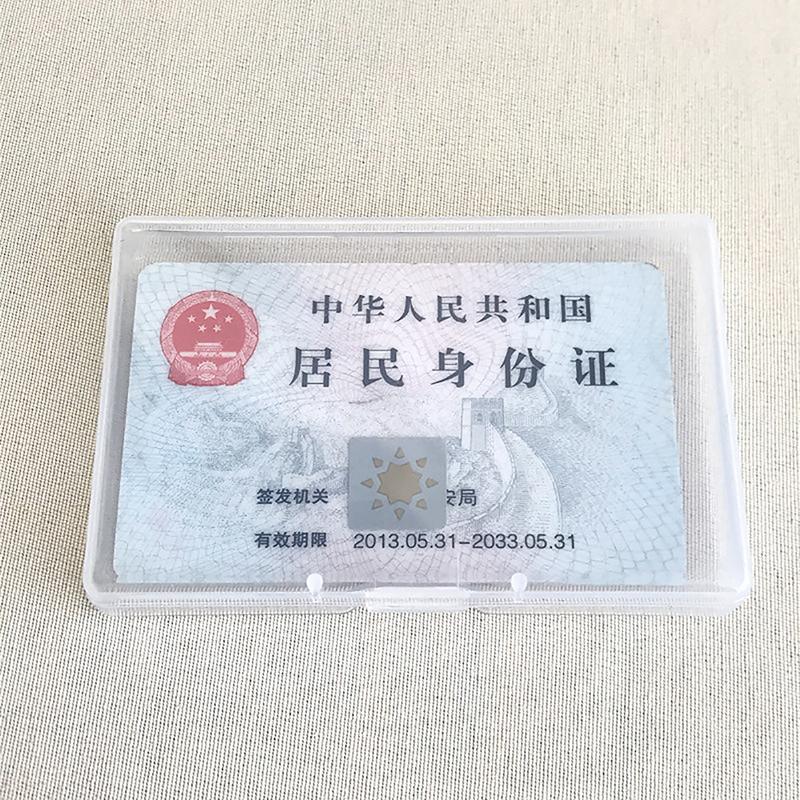 中华人民共和国
居民身份证
签发机关 安局
有效期限 2013.05.31-2033.05.31